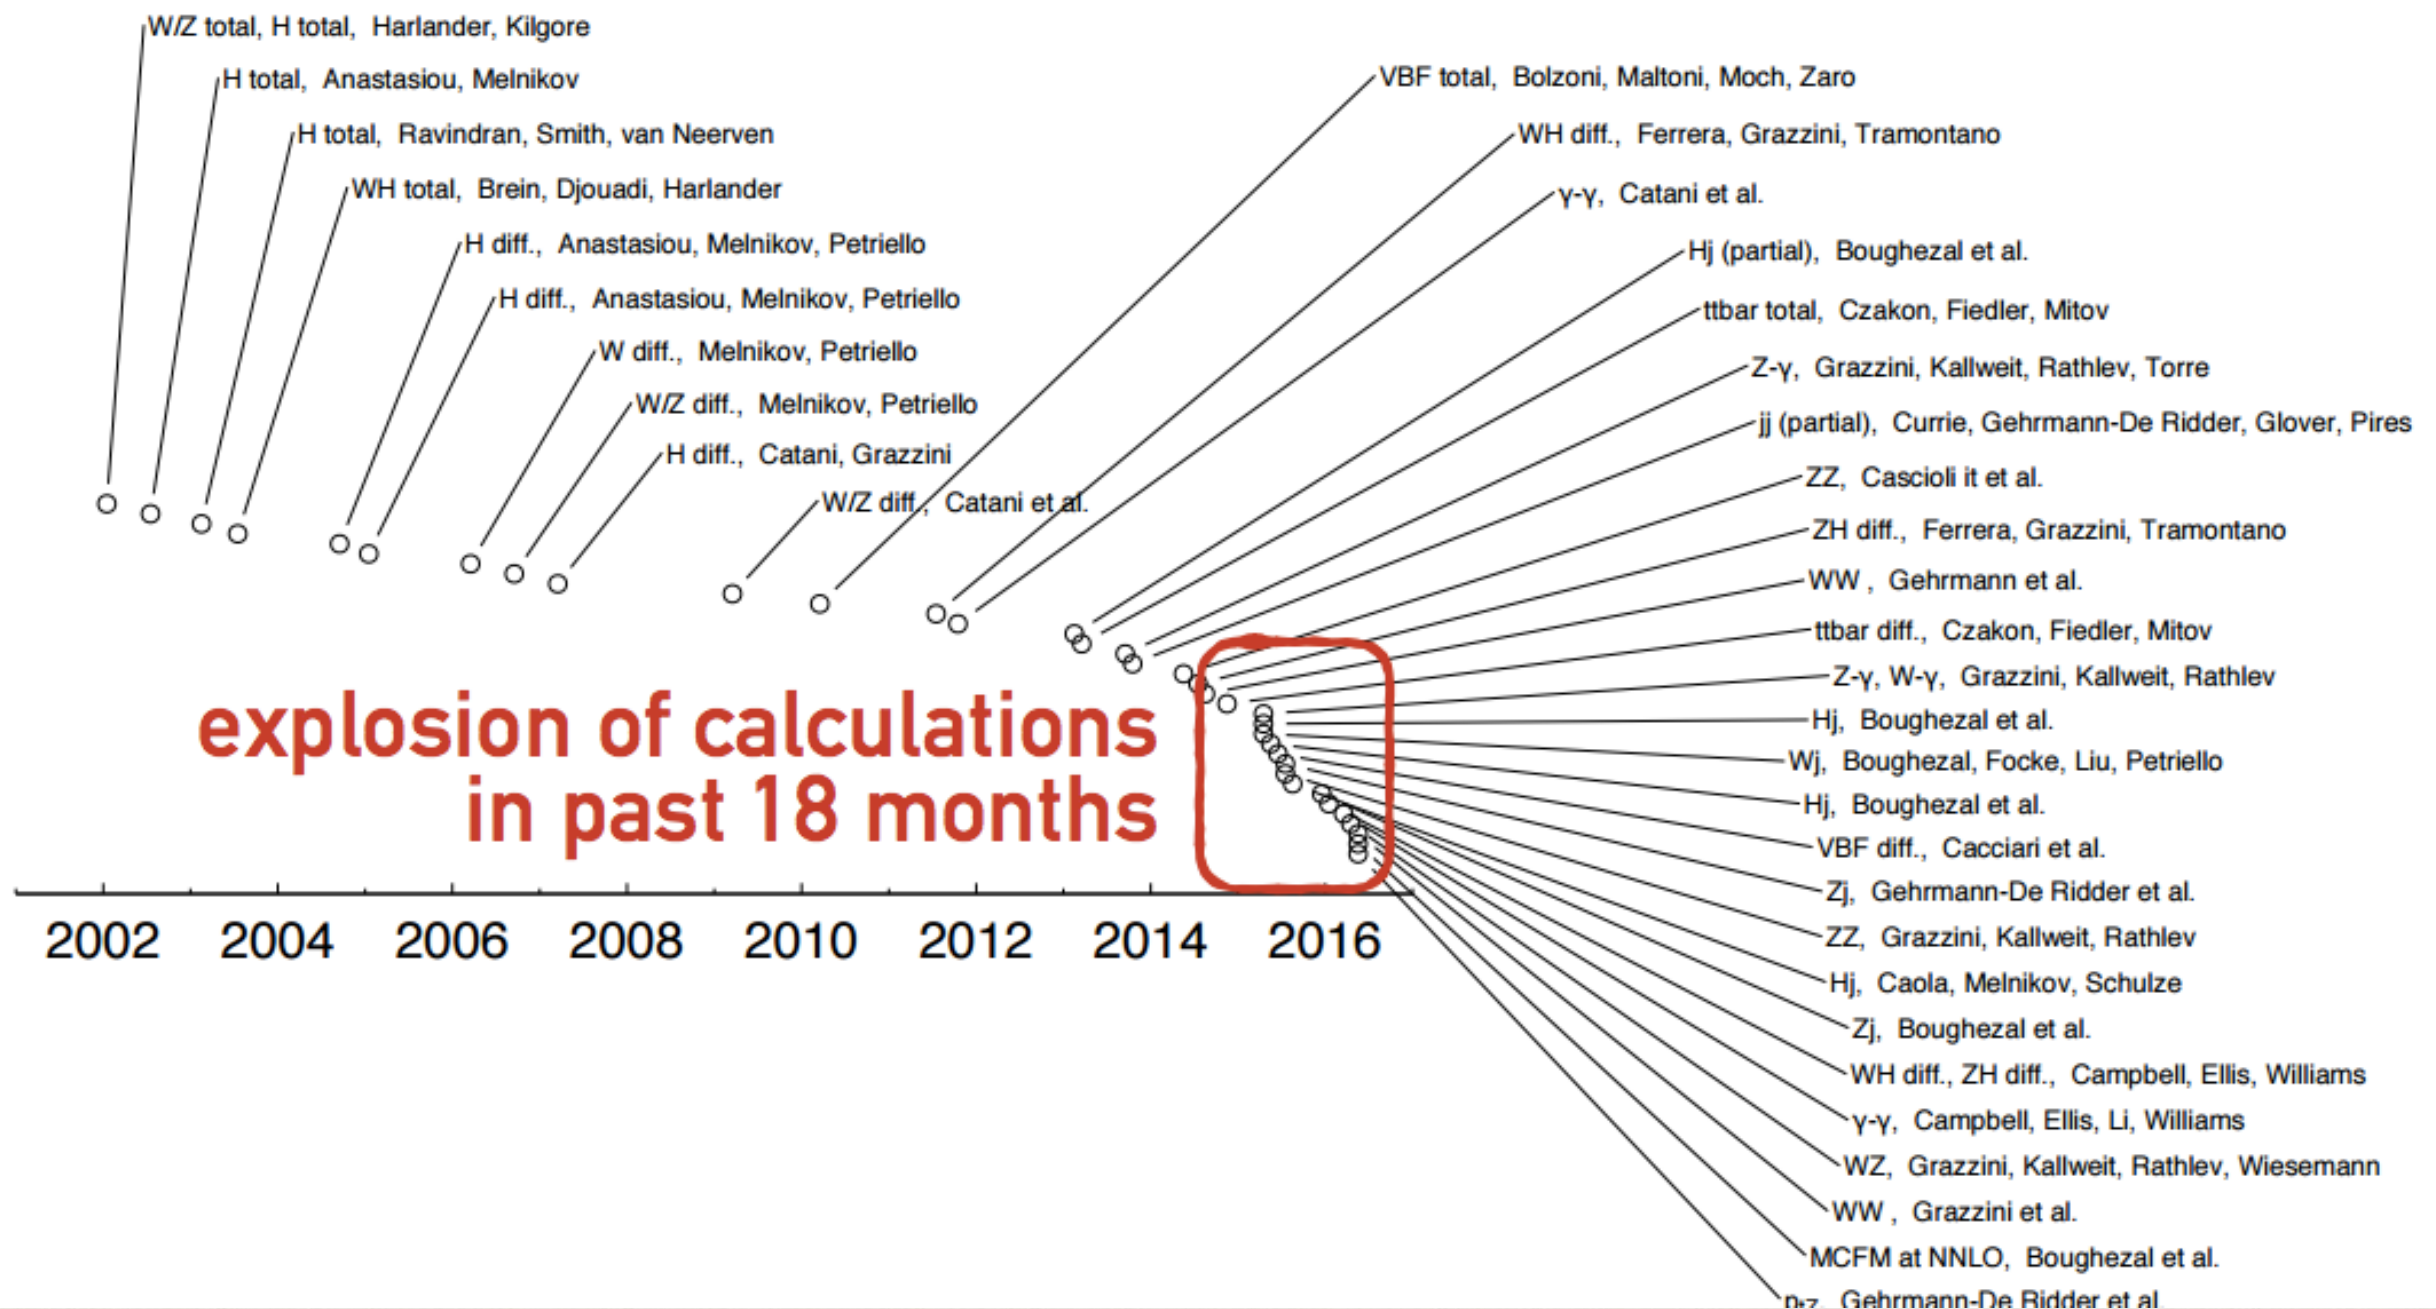 W/Z total, H total, Harlander, Kilgore
H total, Anastasiou, Melnikov
H total, Ravindran, Smith, van Neerven
WH total, Brein, Djouadi, Harlander
H diff., Anastasiou, Melnikov, Petriello
H diff., Anastasiou, Melnikov, Petriello
W diff., Melnikov, Petriello
W/Z diff., Melnikov, Petriello
H diff., Catani, Grazzini
W/Z diff., Catani et al.
VBF total, Bolzoni, Maltoni, Moch, Zaro
WH diff., Ferrera, Grazzini, Tramontano
γ-γ, Catani et al.
Hj (partial), Boughezal et al.
ttbar total, Czakon, Fiedler, Mitov
Z-γ, Grazzini, Kallweit, Rathlev, Torre
jj (partial), Currie, Gehrmann-De Ridder, Glover, Pires
ZZ, Cascioli it et al.
ZH diff., Ferrera, Grazzini, Tramontano
WW , Gehrmann et al.
ttbar diff., Czakon, Fiedler, Mitov
Z-γ, W-γ, Grazzini, Kallweit, Rathlev
Hj, Boughezal et al.
Wj, Boughezal, Focke, Liu, Petriello
Hj, Boughezal et al.
VBF diff., Cacciari et al.
Zj, Gehrmann-De Ridder et al.
ZZ, Grazzini, Kallweit, Rathlev
Hj, Caola, Melnikov, Schulze
Zj, Boughezal et al.
WH diff., ZH diff., Campbell, Ellis, Williams
γ-γ, Campbell, Ellis, Li, Williams
WZ, Grazzini, Kallweit, Rathlev, Wiesemann
WW , Grazzini et al.
MCFM at NNLO, Boughezal et al.
Gehrmann-De Ridder et al.
explosion of calculations
in past 18 months
2002 2004 2006 2008 2010 2012 2014 2016